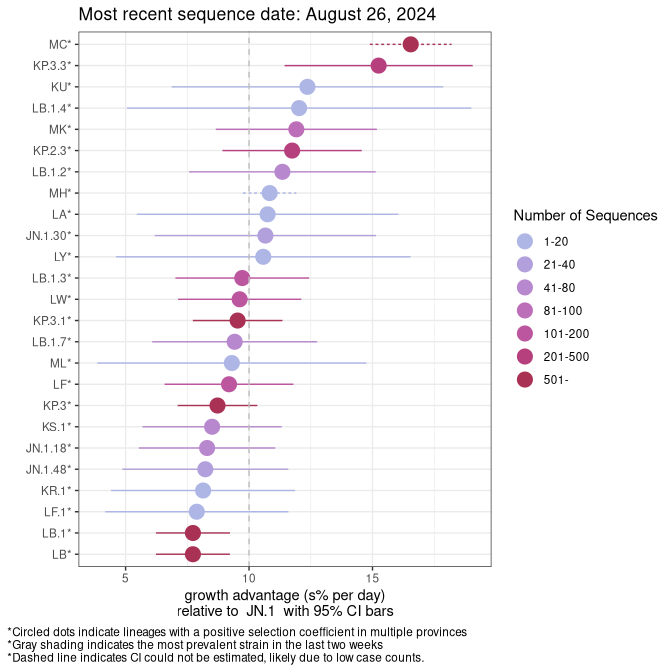 Most recent sequence date: August 26, 2024
MC*
KP.3.3*
KU*
LB.1.4*
MK*
KP.2.3*
LB.1.2*
MH*
LA*
JN.1.30*
LY*
LB.1.3*
LW*
KP.3.1*
LB.1.7*
ML*
LF*
KP.3*
KS.1*
JN.1.18*
JN.1.48*
KR.1*
LF.1*
LB.1*
LB*
5 10 15
growth advantage (s% per day)
relative to JN.1 with 95% CI bars
Number of Sequences
1-20
21-40
41-80
81-100
101-200
201-500
501-
*Circled dots indicate lineages with a positive selection coefficient in multiple provinces
*Gray shading indicates the most prevalent strain in the last two weeks
*Dashed line indicates CI could not be estimated, likely due to low case counts.